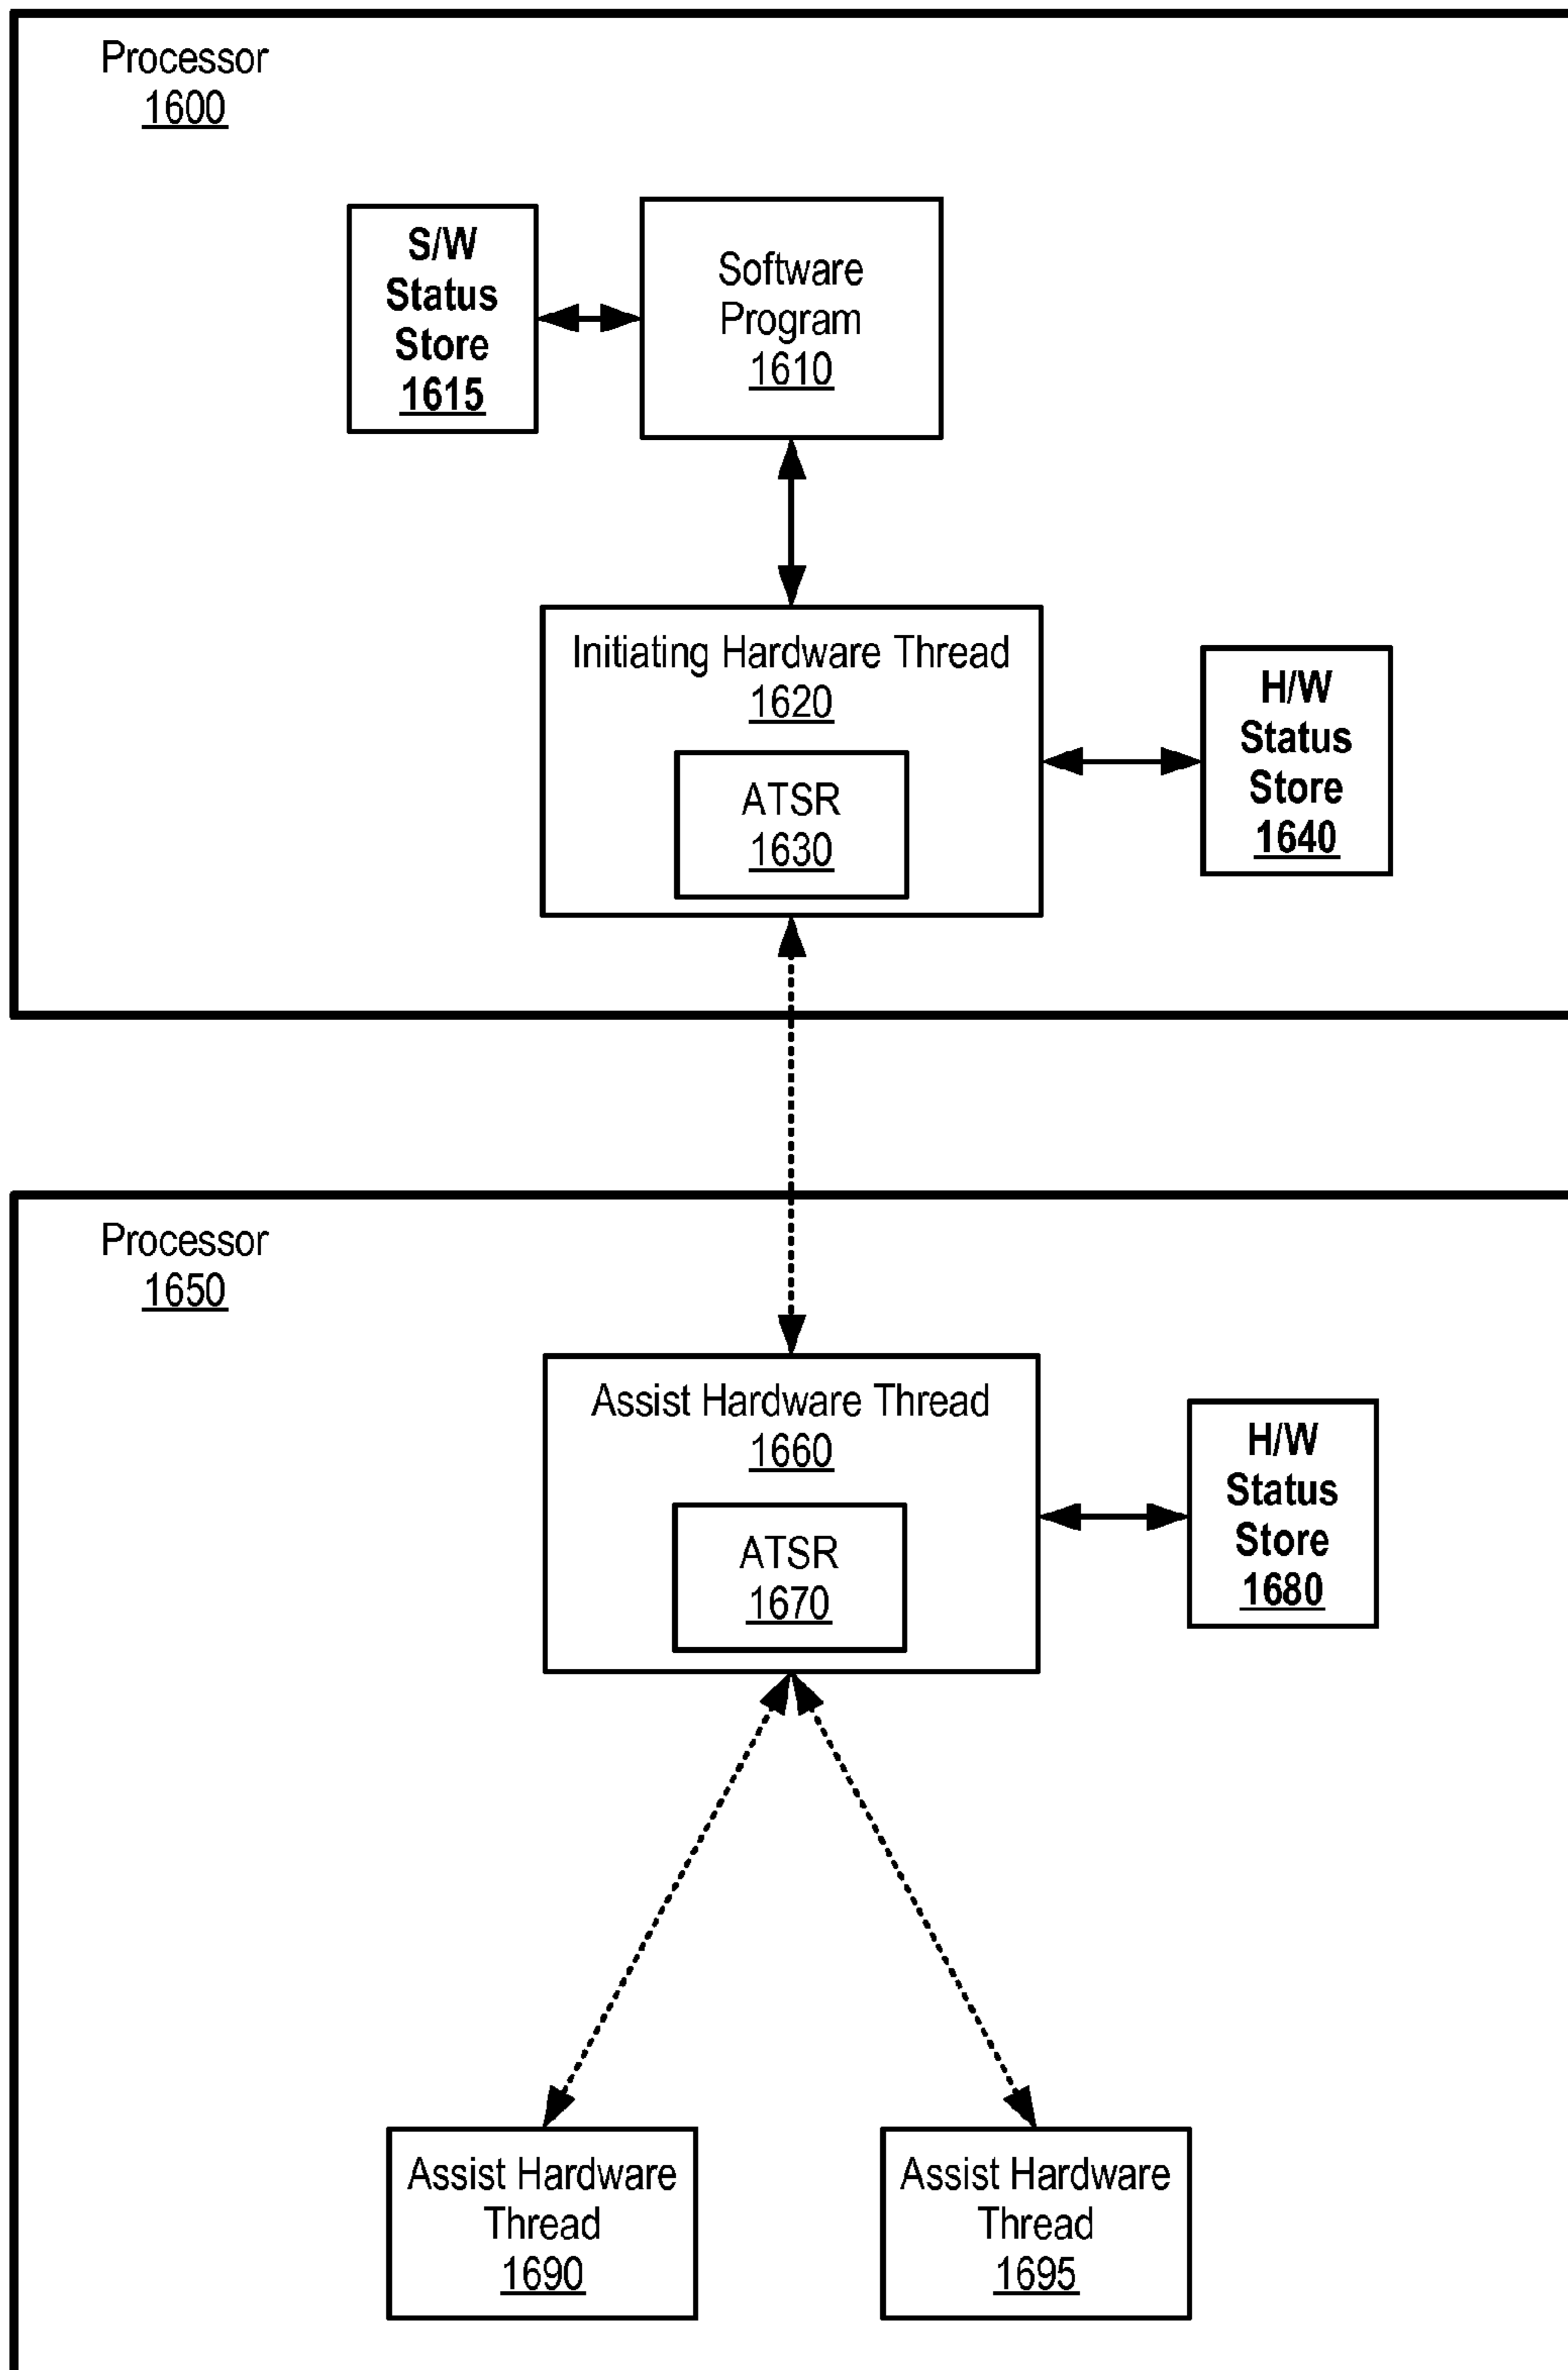 Processor
1600
S/W
Status
Store
1615
Software
Program
1610
Initiating Hardware Thread
1620
ATSR
1630
H/W
Status
Store
1640
Processor
1650
Assist Hardware Thread
1660
ATSR
1670
H/W
Status
Store
1680
Assist Hardware
Thread
1690
Assist Hardware
Thread
1695